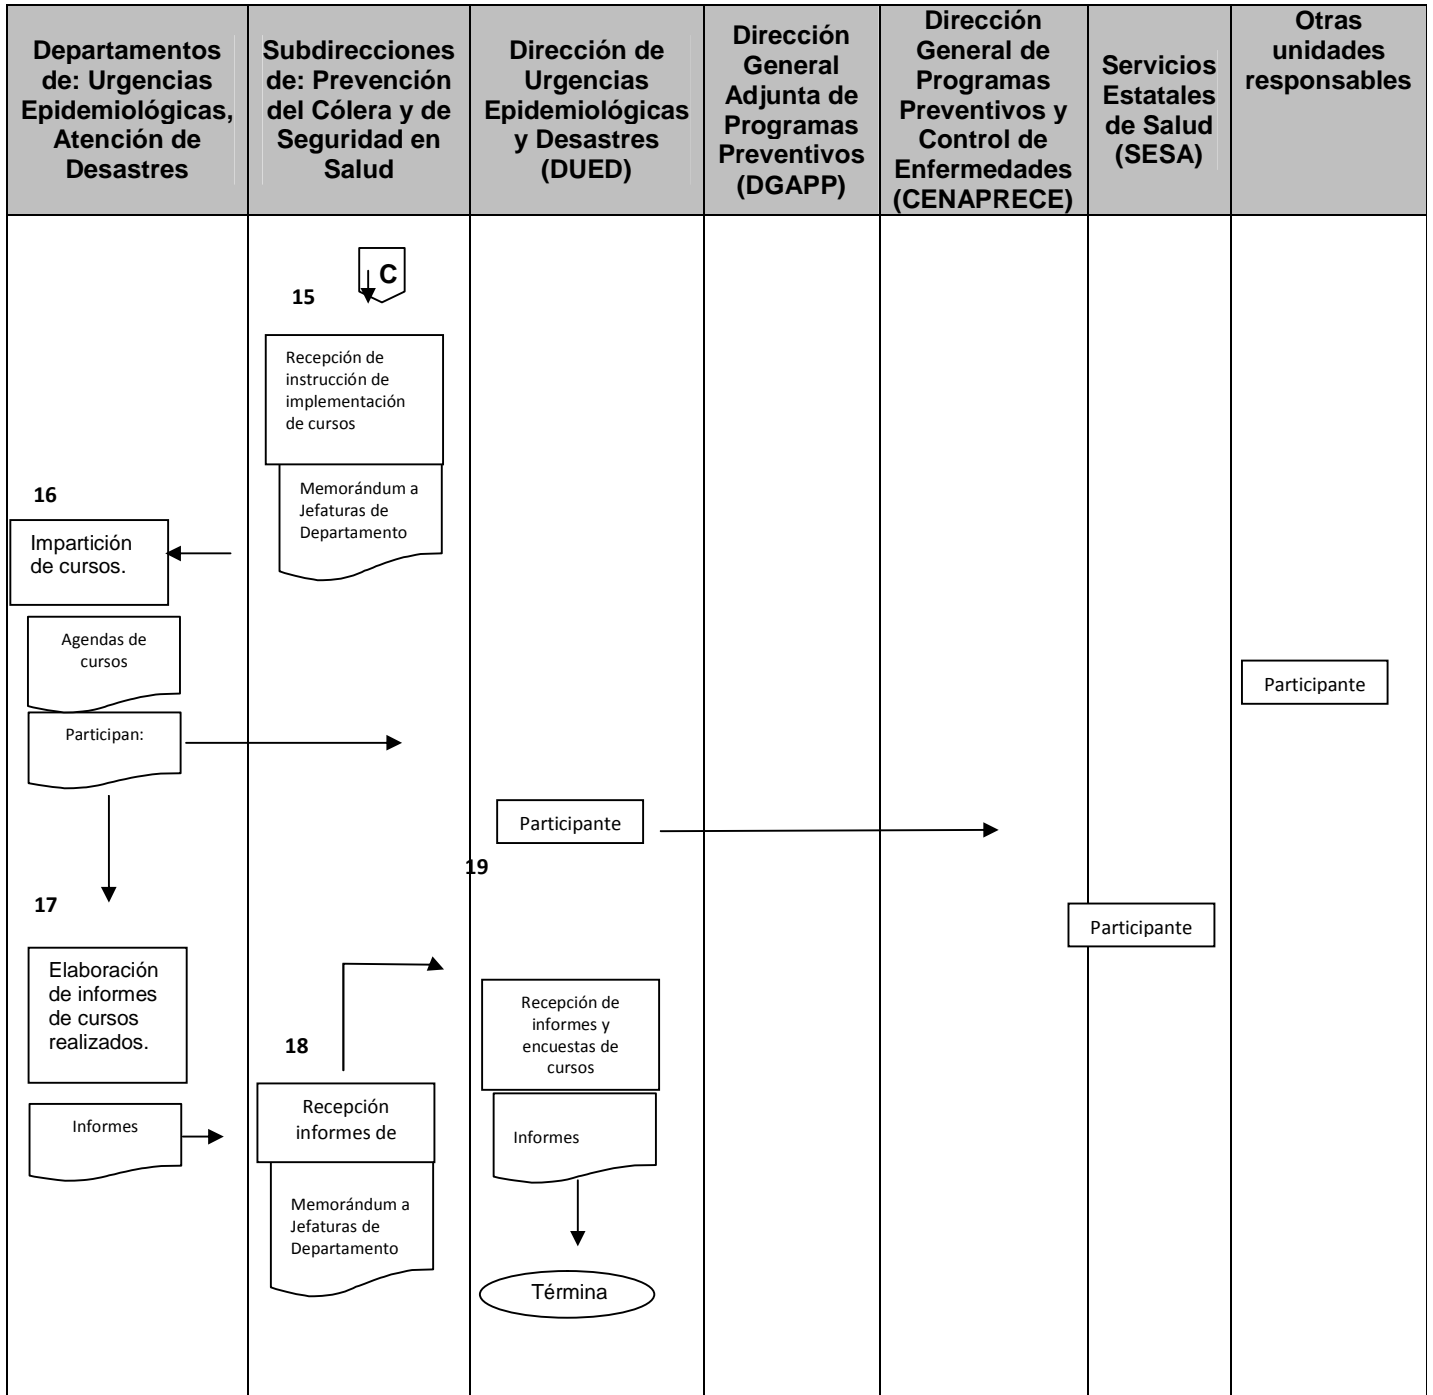 Departamentos
de: Urgencias
Epidemiológicas,
Atención de
Desastres
Subdirecciones
de: Prevención
del Cólera y de
Seguridad en
Salud
Dirección de
Urgencias
Epidemiológicas
y Desastres
(DUED)
Dirección
General
Adjunta de
Programas
Preventivos
(DGAPP)
Dirección
General de
Programas
Preventivos y
Control de
Enfermedades
(CENAPRECE)
Servicios
Estatales
de Salud
(SESA)
Otras
unidades
responsables
C
15
Recepción de
instrucción de
implementación
de cursos
Memorándum a
Jefaturas de
Departamento
16
Impartición
de cursos.
Agendas de
cursos
Participan:
Participante
Participante
19
Participante
17
Elaboración
de informes
de cursos
realizados.
Informes
18
Recepción
informes de
Memorándum a
Jefaturas de
Departamento
Recepción de
informes y
encuestas de
cursos
Informes
Término